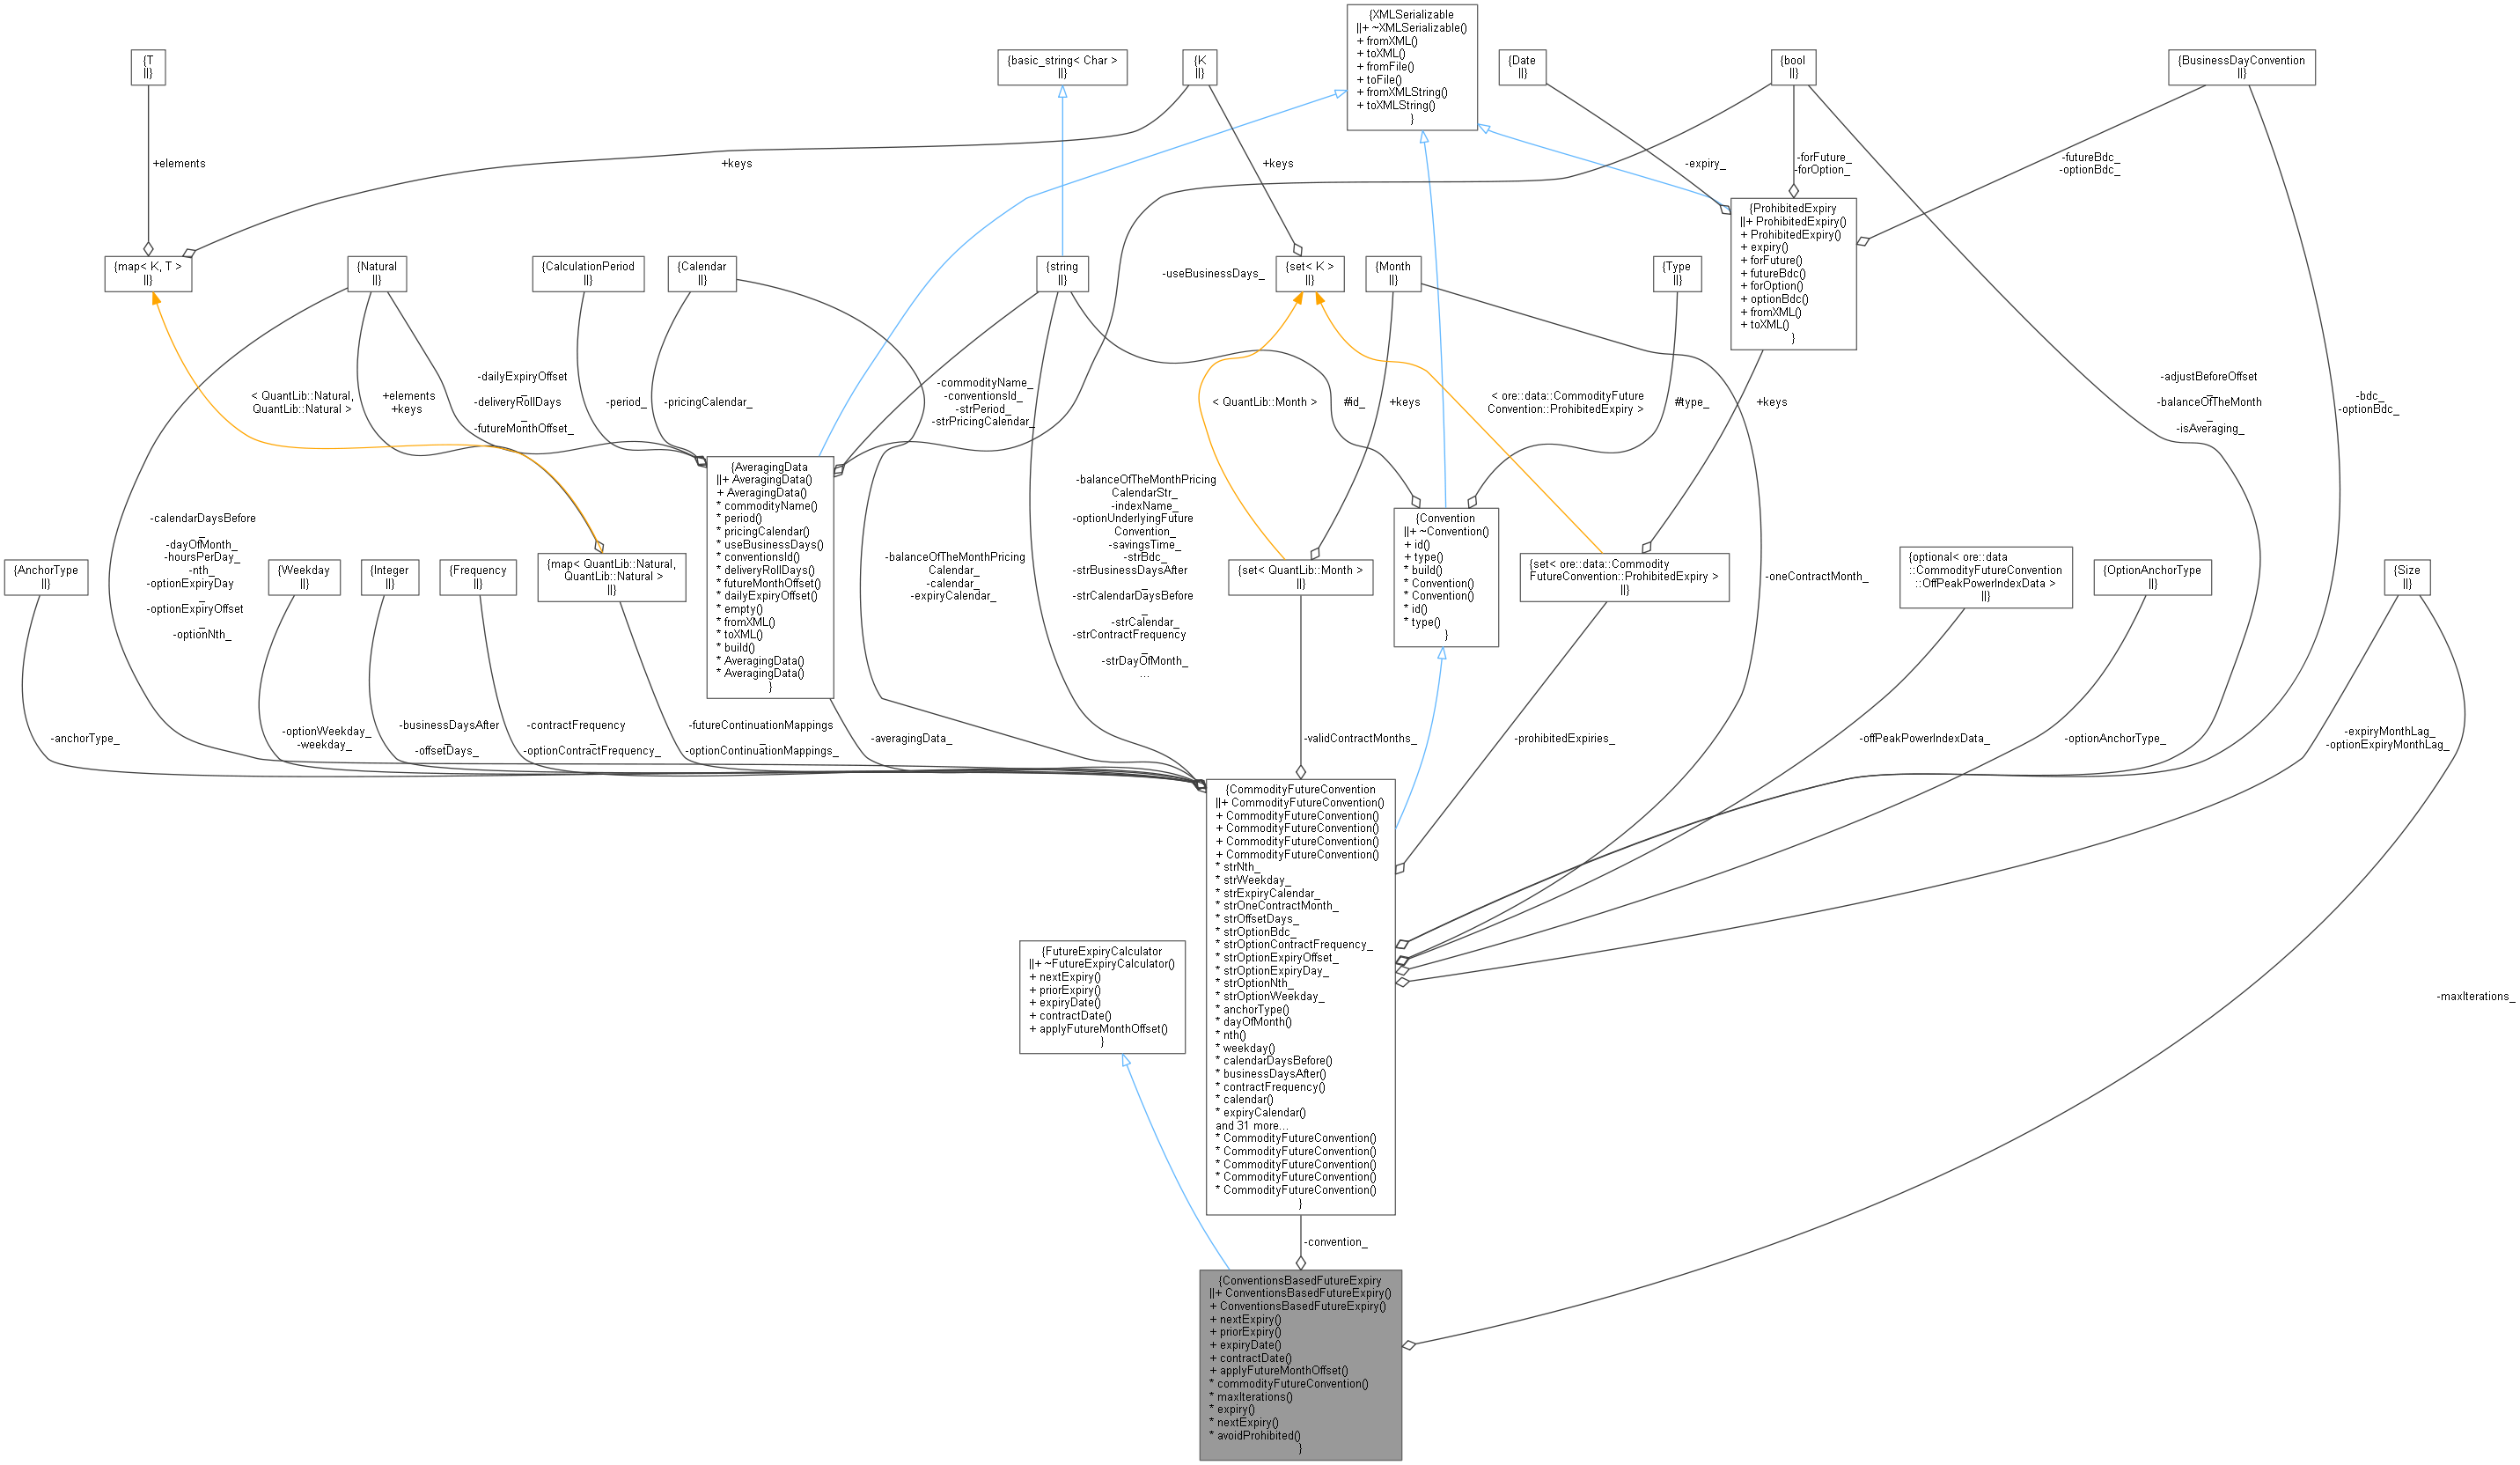 {XMLSerializable
||+ ~XMLSerializable()
+ fromXML()
+ toXML()
+ fromFile()
+ toFile()
+ fromXMLString()
+ toXMLString()
}
{T
||}
{basic_string< Char >
||}
{K
||}
{Date
||}
{bool
||}
{BusinessDayConvention
||}
+elements
+keys
+keys
-expiry_
-forFuture_
-forOption_
-futureBdc_
-optionBdc_
{ProhibitedExpiry
||+ ProhibitedExpiry()
+ ProhibitedExpiry()
+ expiry()
+ forFuture()
+ futureBdc()
+ forOption()
+ optionBdc()
+ fromXML()
+ toXML()
}
{map< K, T >
||}
{Natural
||}
{CalculationPeriod
||}
{Calendar
||}
{string
||}
-useBusinessDays_
{set< K >
||}
{Month
||}
{Type
||}
< QuantLib::Natural,
QuantLib::Natural >
+elements
+keys
-dailyExpiryOffset
_
-deliveryRollDays
_
-futureMonthOffset_
-period_
-pricingCalendar_
-commodityName_
-conventionsId_
-strPeriod_
-strPricingCalendar_
< QuantLib::Month >
#id_
+keys
< ore::data::CommodityFuture
Convention::ProhibitedExpiry >
#type_
+keys
-adjustBeforeOffset
_
-balanceOfTheMonth
_
-isAveraging_
-bdc_
-optionBdc_
{AveragingData
||+ AveragingData()
+ AveragingData()
* commodityName()
* period()
* pricingCalendar()
* useBusinessDays()
* conventionsId()
* deliveryRollDays()
* futureMonthOffset()
* dailyExpiryOffset()
* empty()
* fromXML()
* toXML()
* build()
* AveragingData()
* AveragingData()
}
-calendarDaysBefore
_
-dayOfMonth_
-hoursPerDay_
-nth_
-optionExpiryDay
_
-optionExpiryOffset
_
-optionNth_
-balanceOfTheMonthPricing
Calendar_
-calendar_
-expiryCalendar_
-balanceOfTheMonthPricing
CalendarStr_
-indexName_
-optionUnderlyingFuture
Convention_
-savingsTime_
-strBdc_
-strBusinessDaysAfter
_
-strCalendarDaysBefore
_
-strCalendar_
-strContractFrequency
_
-strDayOfMonth_
...
{Convention
||+ ~Convention()
+ id()
+ type()
* build()
* Convention()
* Convention()
* id()
* type()
}
{AnchorType
||}
{Weekday
||}
{Integer
||}
{Frequency
||}
{map< QuantLib::Natural,
QuantLib::Natural >
||}
{set< QuantLib::Month >
||}
{set< ore::data::Commodity
FutureConvention::ProhibitedExpiry >
||}
-oneContractMonth_
{optional< ore::data
::CommodityFutureConvention
::OffPeakPowerIndexData >
||}
{OptionAnchorType
||}
{Size
||}
-anchorType_
-optionWeekday_
-weekday_
-businessDaysAfter
_
-offsetDays_
-contractFrequency
_
-optionContractFrequency_
-futureContinuationMappings
_
-optionContinuationMappings_
-averagingData_
-validContractMonths_
-prohibitedExpiries_
-offPeakPowerIndexData_
-optionAnchorType_
-expiryMonthLag_
-optionExpiryMonthLag_
{CommodityFutureConvention
||+ CommodityFutureConvention()
+ CommodityFutureConvention()
+ CommodityFutureConvention()
+ CommodityFutureConvention()
+ CommodityFutureConvention()
* strNth_
* strWeekday_
* strExpiryCalendar_
* strOneContractMonth_
* strOffsetDays_
* strOptionBdc_
* strOptionContractFrequency_
* strOptionExpiryOffset_
* strOptionExpiryDay_
* strOptionNth_
* strOptionWeekday_
* anchorType()
* dayOfMonth()
* nth()
* weekday()
* calendarDaysBefore()
* businessDaysAfter()
* contractFrequency()
* calendar()
* expiryCalendar()
and 31 more...
* CommodityFutureConvention()
* CommodityFutureConvention()
* CommodityFutureConvention()
* CommodityFutureConvention()
* CommodityFutureConvention()
}
{FutureExpiryCalculator
||+ ~FutureExpiryCalculator()
+ nextExpiry()
+ priorExpiry()
+ expiryDate()
+ contractDate()
+ applyFutureMonthOffset()
}
-maxIterations_
-convention_
{ConventionsBasedFutureExpiry
||+ ConventionsBasedFutureExpiry()
+ ConventionsBasedFutureExpiry()
+ nextExpiry()
+ priorExpiry()
+ expiryDate()
+ contractDate()
+ applyFutureMonthOffset()
* commodityFutureConvention()
* maxIterations()
* expiry()
* nextExpiry()
* avoidProhibited()
}